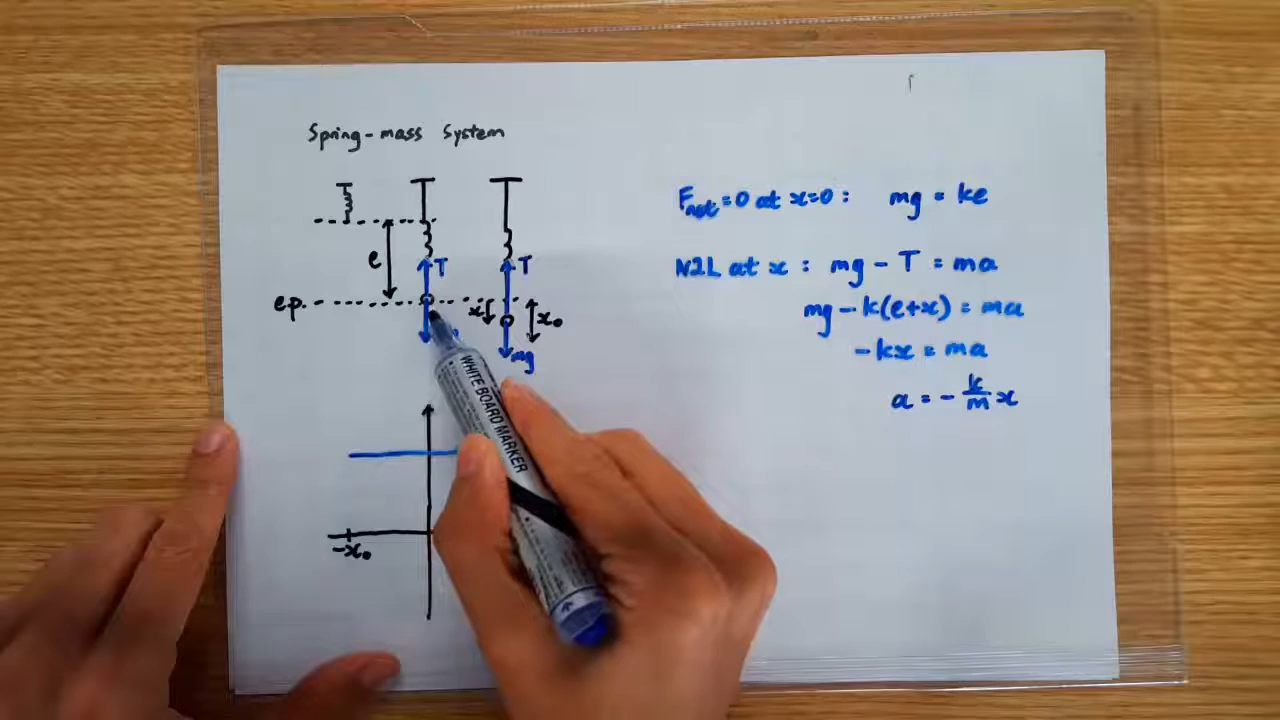 Spring-mass System
e
T
T
e.p.
x
x₀
mg
-x₀
F_net = 0 at x=0 : mg = ke
N2L at x : mg - T = ma
mg - k(e+x) = ma
-kx = ma
a = - k/m x
WHITE BOARD MARKER